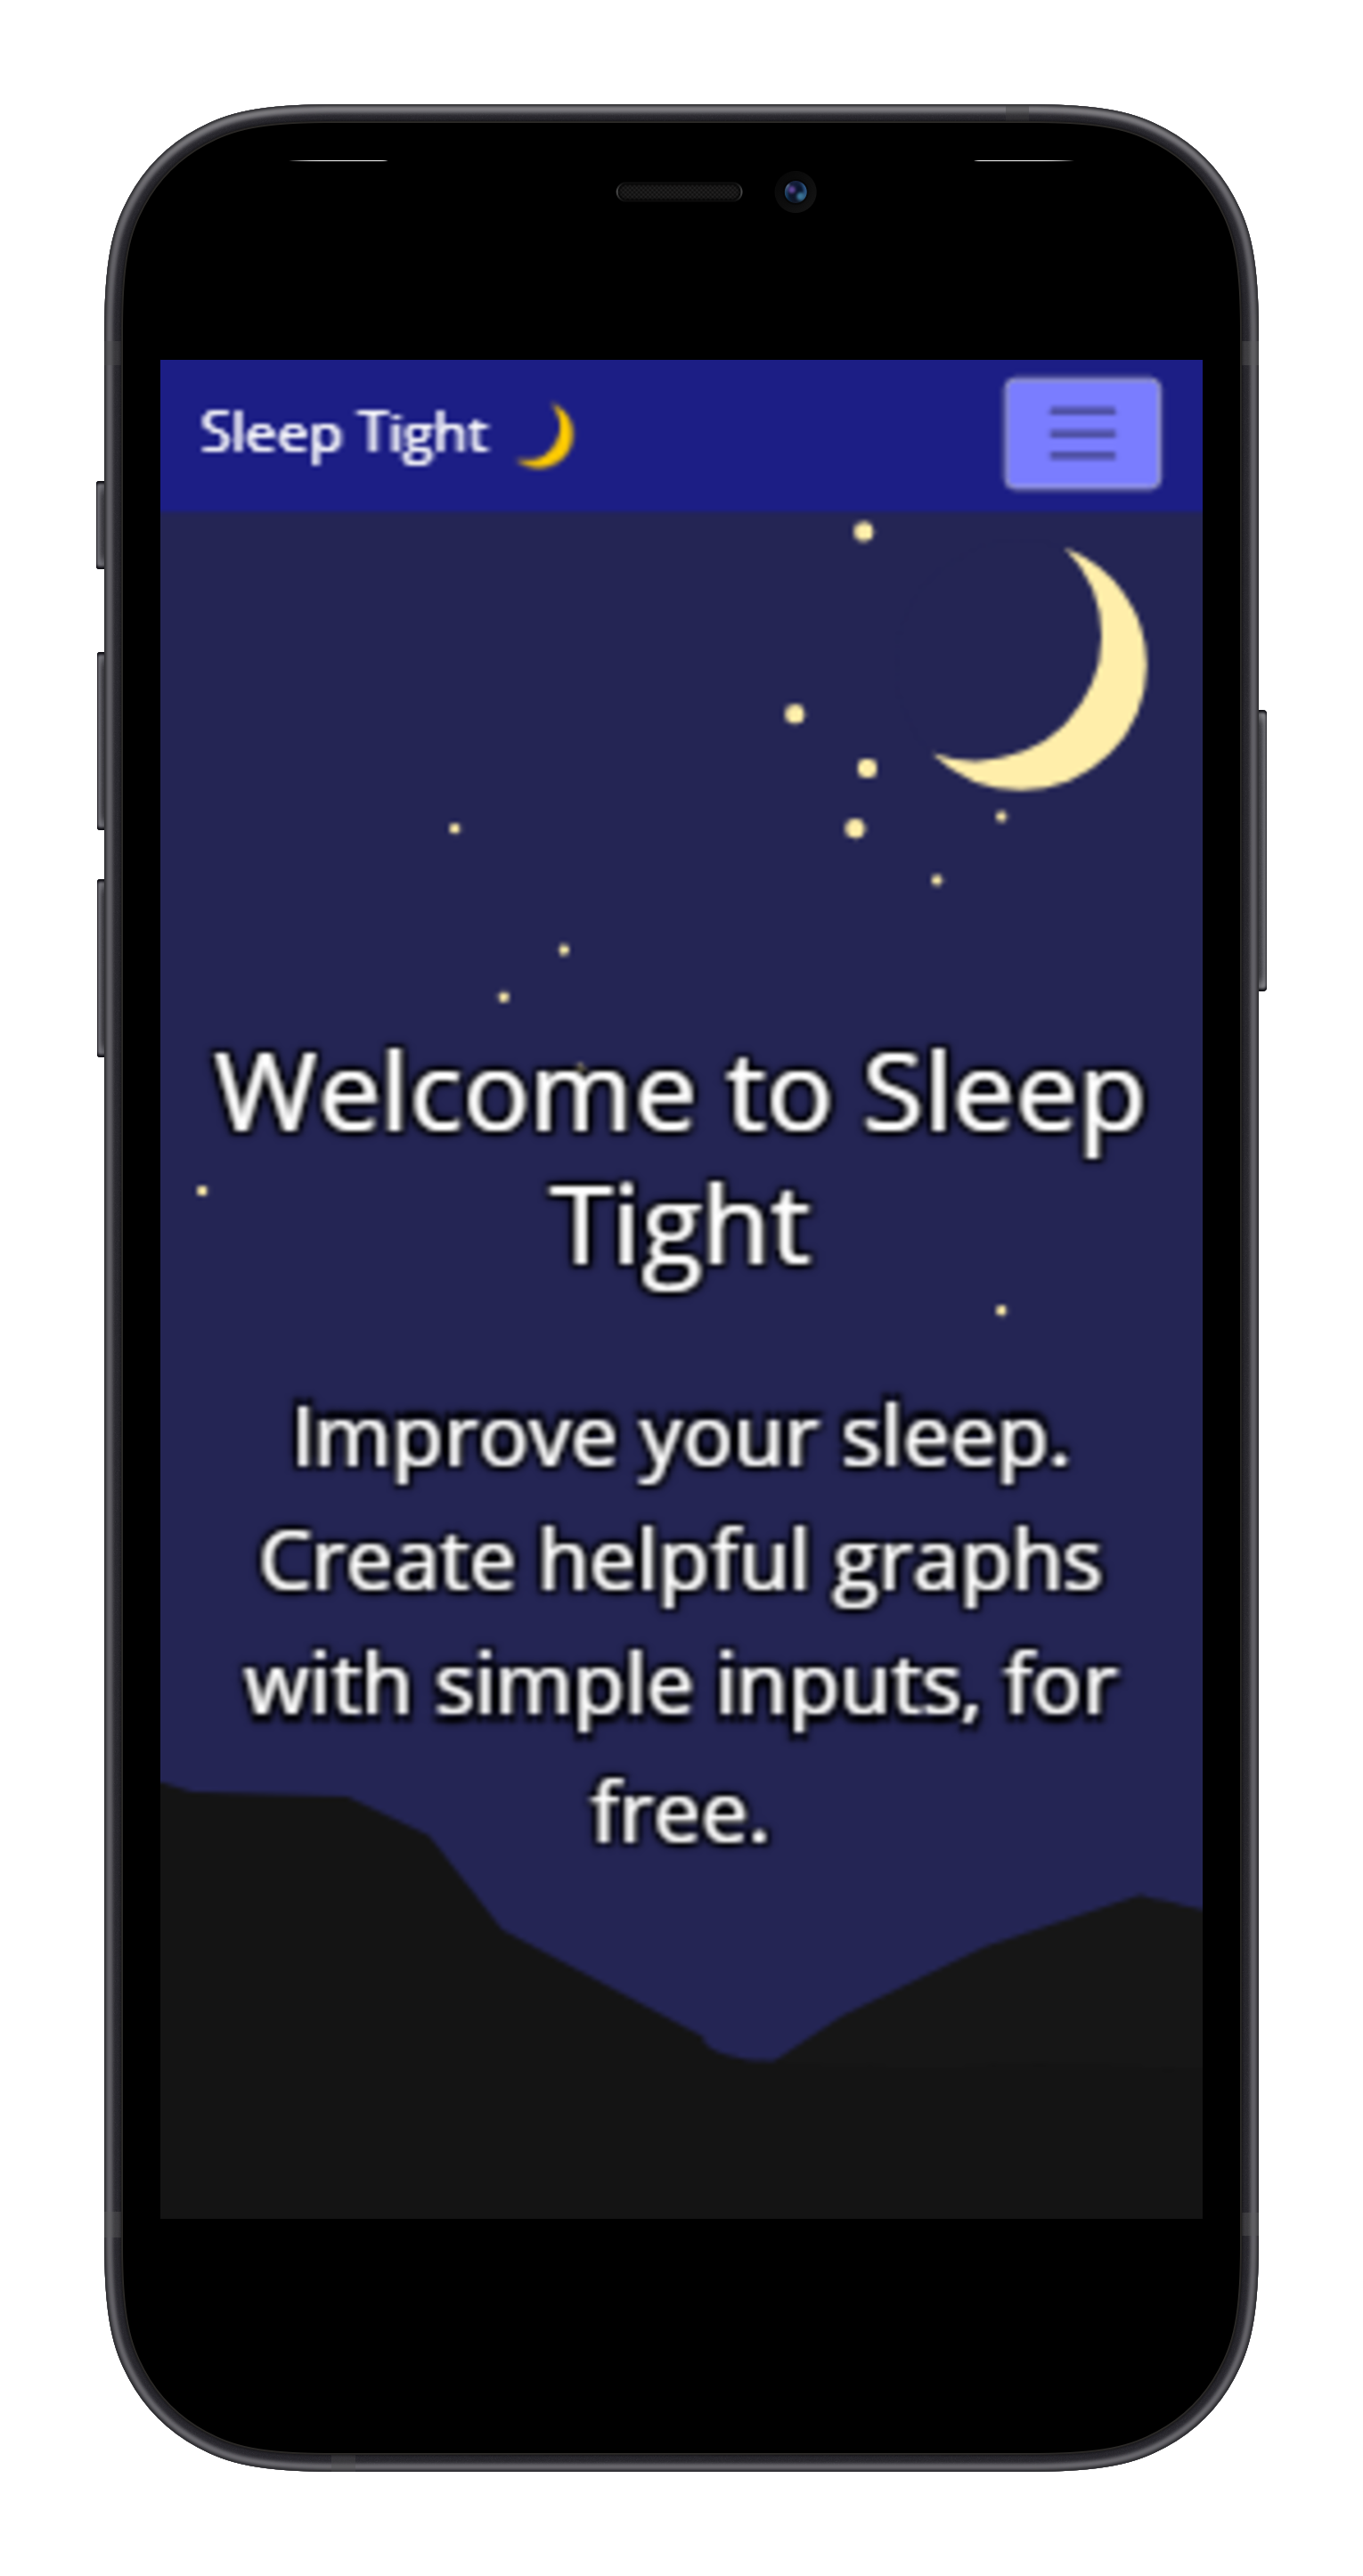 Sleep Tight 🌙
Welcome to Sleep
Tight
Improve your sleep.
Create helpful graphs
with simple inputs, for
free.